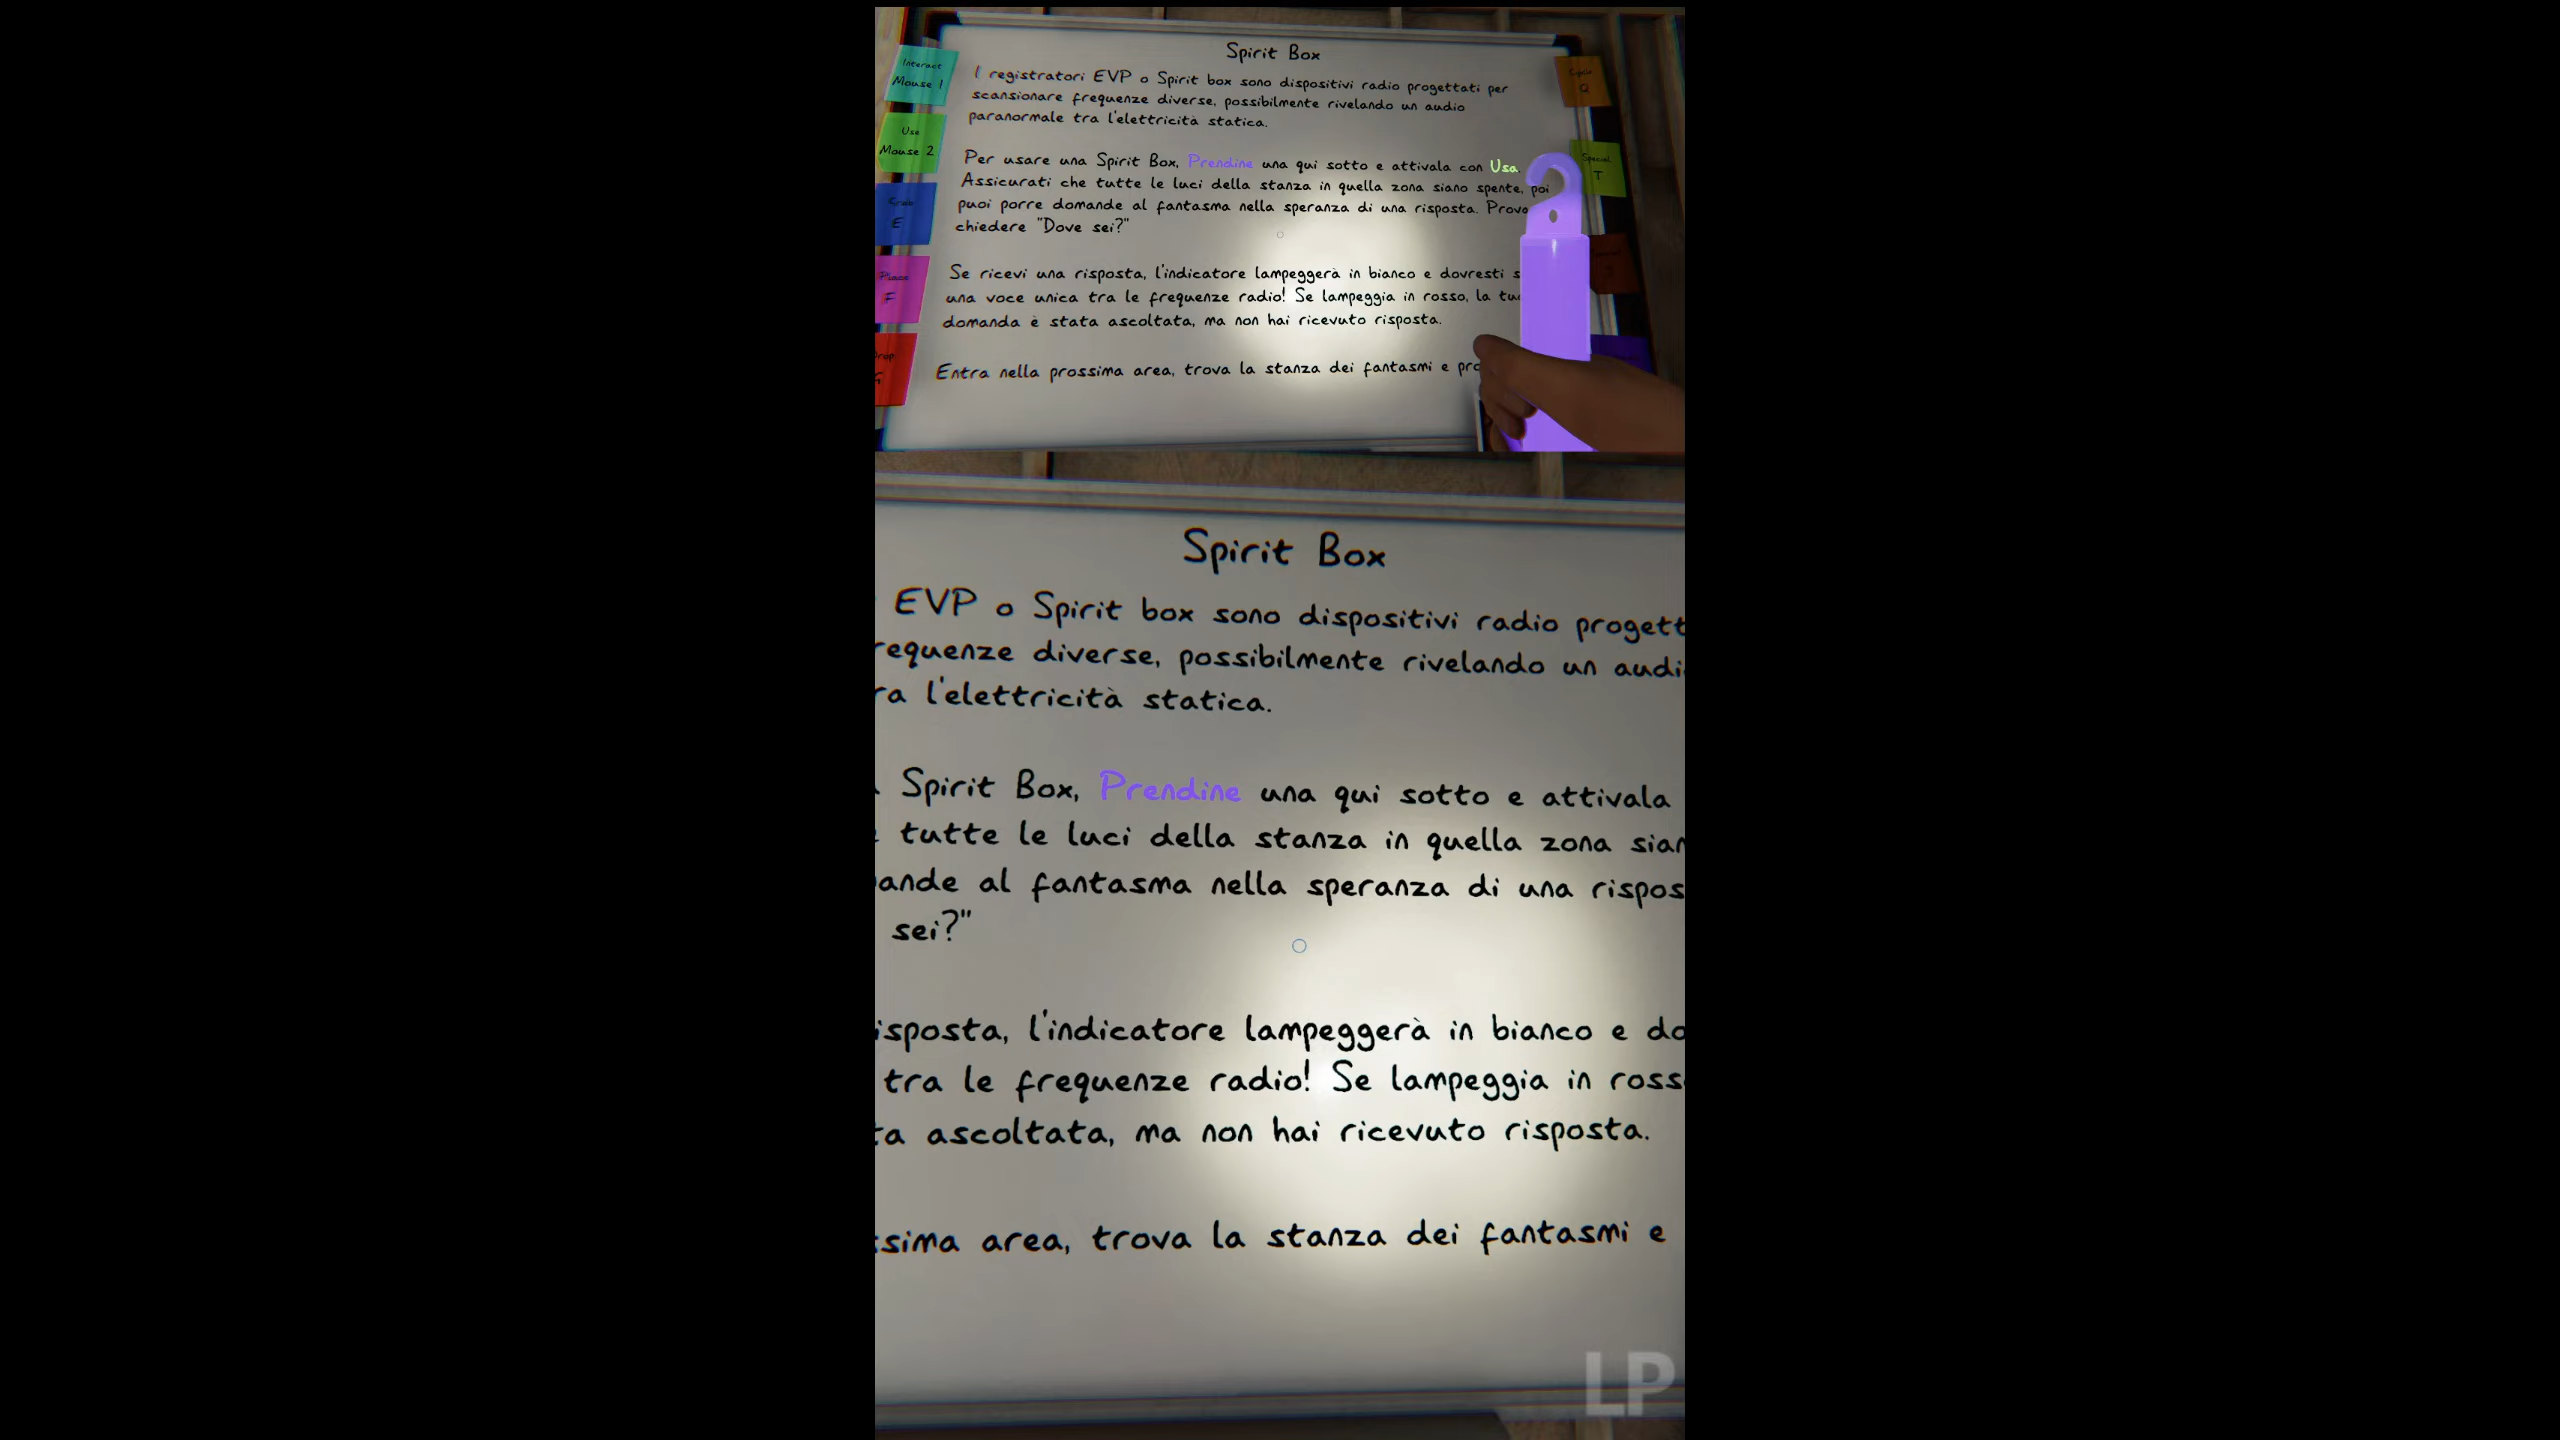 Spirit Box
I registratori EVP o Spirit box sono dispositivi radio progettati per
scansionare frequenze diverse, possibilmente rivelando un audio
paranormale tra l'elettricità statica.
Per usare una Spirit Box, Prendine una qui sotto e attivala con Usa.
Assicurati che tutte le luci della stanza in quella zona siano spente, poi
puoi porre domande al fantasma nella speranza di una risposta. Prova
chiedere "Dove sei?"
Se ricevi una risposta, l'indicatore lampeggerà in bianco e dovresti s
una voce unica tra le frequenze radio! Se lampeggia in rosso, la tu
domanda è stata ascoltata, ma non hai ricevuto risposta.
Entra nella prossima area, trova la stanza dei fantasmi e pro
Interact
Mouse 1
Use
Mouse 2
Grab
E
Place
F
Drop
G
Q
Special
T
Spirit Box
EVP o Spirit box sono dispositivi radio progett
requenze diverse, possibilmente rivelando un audi
ra l'elettricità statica.
Spirit Box, Prendine una qui sotto e attivala
tutte le luci della stanza in quella zona sian
ande al fantasma nella speranza di una rispos
sei?"
isposta, l'indicatore lampeggerà in bianco e do
tra le frequenze radio! Se lampeggia in ross
ta ascoltata, ma non hai ricevuto risposta.
ssima area, trova la stanza dei fantasmi e
LP